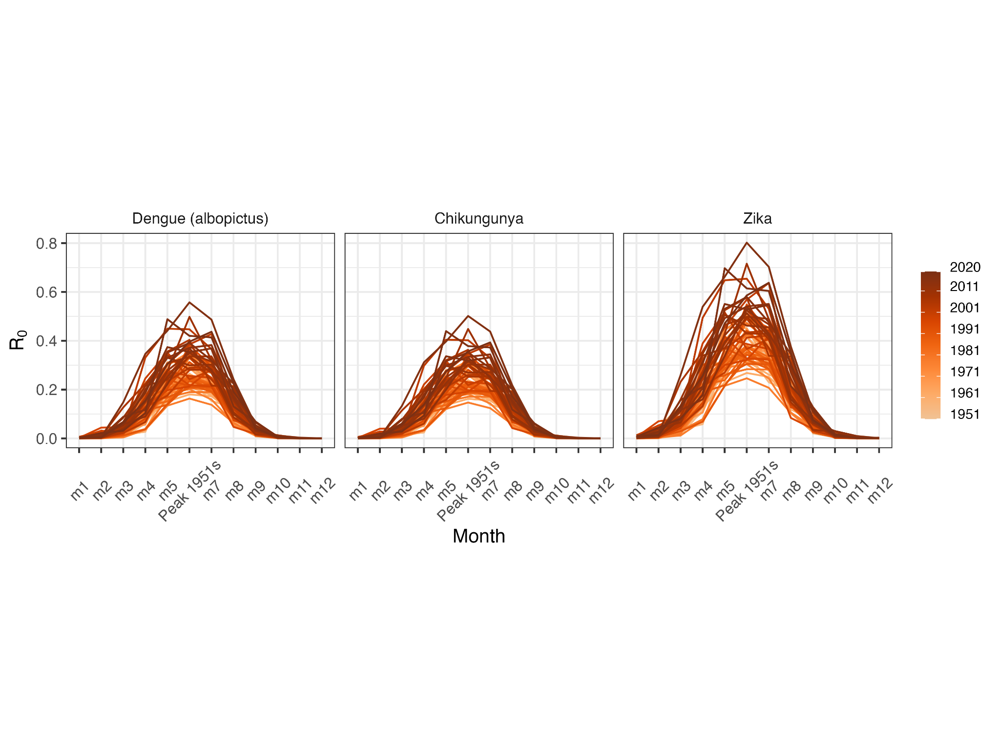 Dengue (albopictus)
Chikungunya
Zika
R0
0.8
0.6
0.4
0.2
0.0
m1 m2 m3 m4 m5 Peak 1951s m7 m8 m9 m10 m11 m12
m1 m2 m3 m4 m5 Peak 1951s m7 m8 m9 m10 m11 m12
m1 m2 m3 m4 m5 Peak 1951s m7 m8 m9 m10 m11 m12
Month
2020
2011
2001
1991
1981
1971
1961
1951